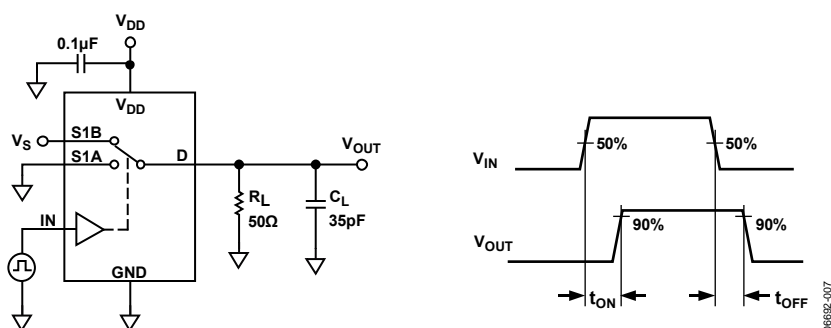 VDD
0.1µF
VDD
VS
S1B
S1A
D
VOUT
RL
50Ω
CL
35pF
IN
GND
VIN
50%
50%
VOUT
90%
90%
tON
tOFF
06692-007